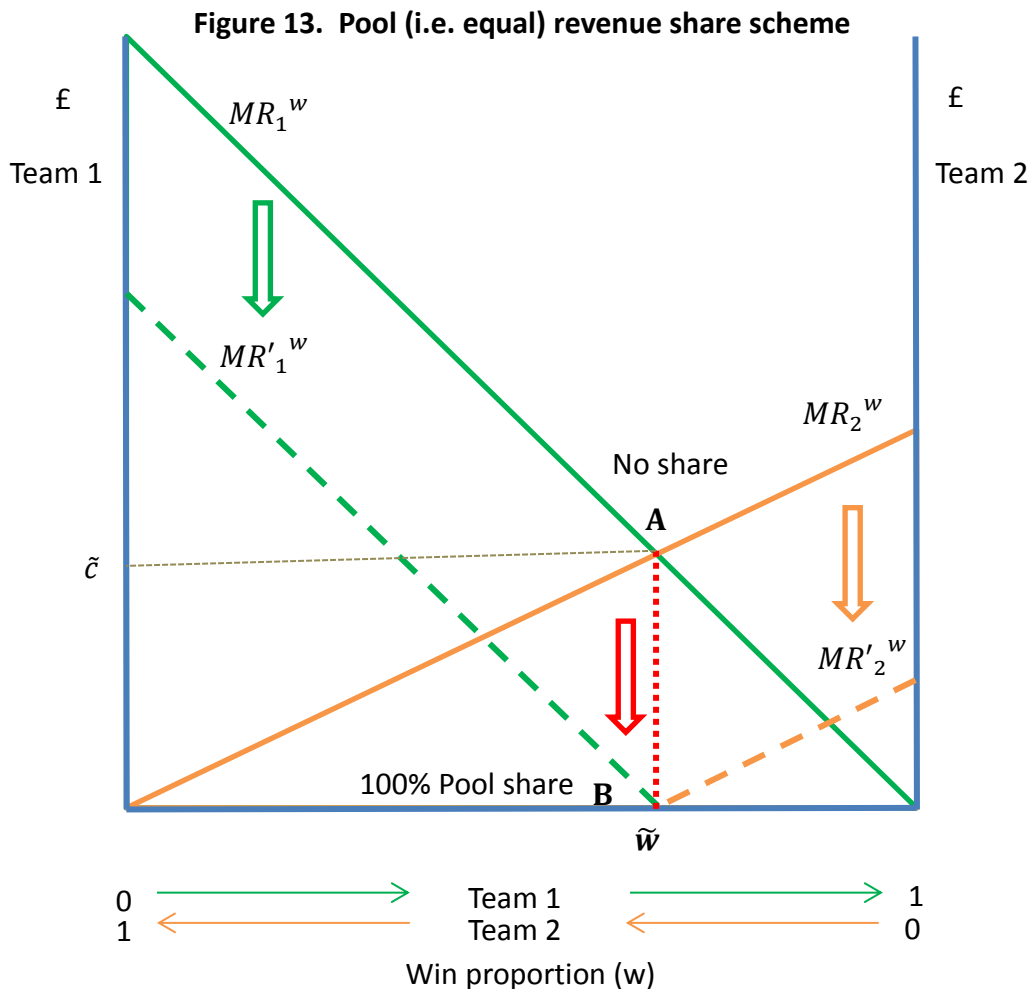 Figure 13. Pool (i.e. equal) revenue share scheme
£
£
MR₁ʷ
Team 1
Team 2
MR'₁ʷ
MR₂ʷ
No share
A
c̃
MR'₂ʷ
100% Pool share
B
w̃
0
Team 1
1
1
Team 2
0
Win proportion (w)